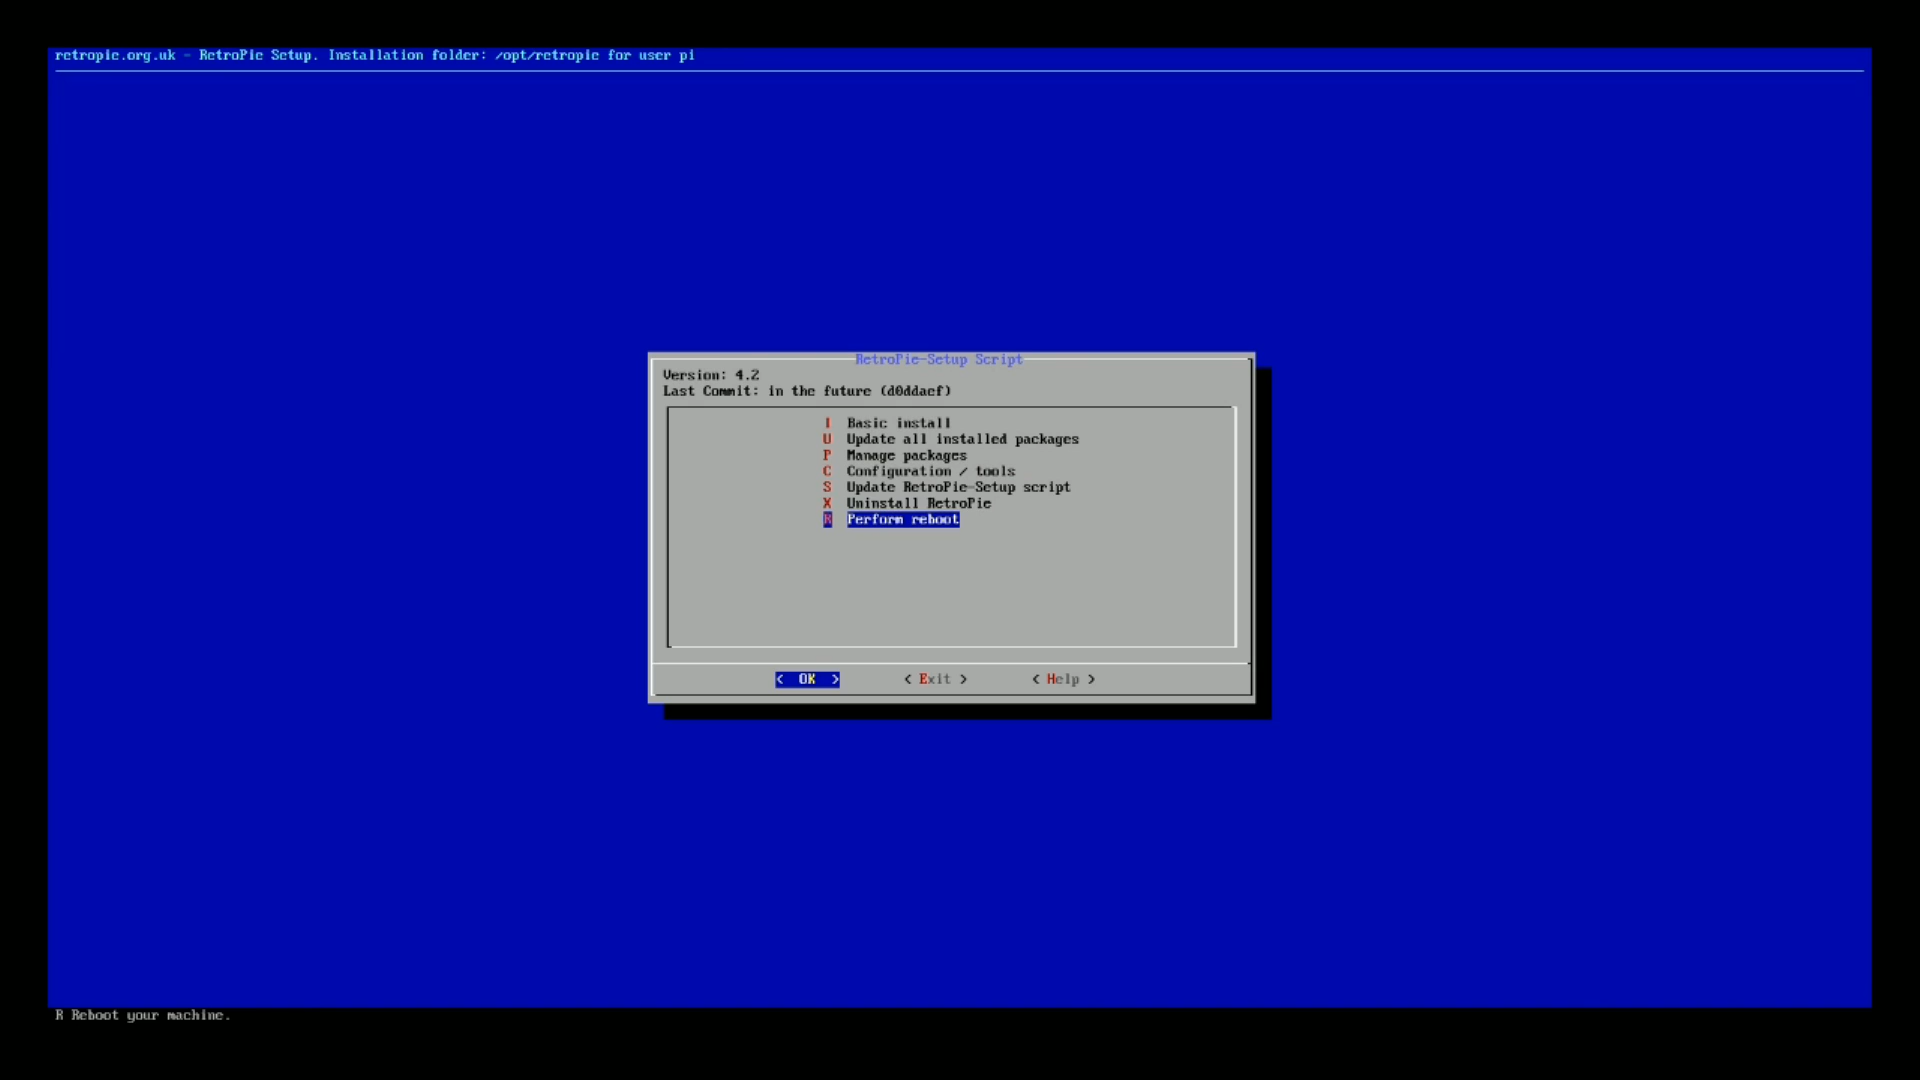 retropie.org.uk - RetroPie Setup. Installation folder: /opt/retropie for user pi
RetroPie-Setup Script
Version: 4.2
Last Commit: in the future (d0ddaef)
I Basic install
U Update all installed packages
P Manage packages
C Configuration / tools
S Update RetroPie-Setup script
X Uninstall RetroPie
R Perform reboot
< OK > < Exit > < Help >
R Reboot your machine.